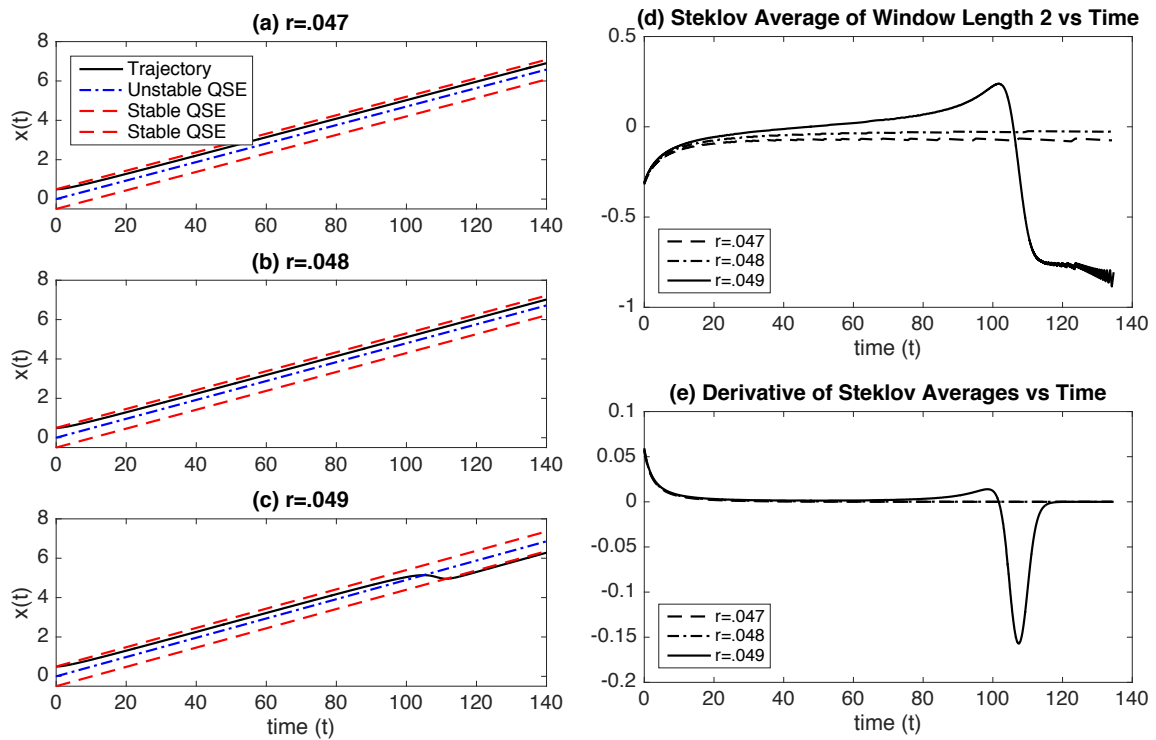 (a) r=.047
8
6
4
2
0
x(t)
Trajectory
Unstable QSE
Stable QSE
Stable QSE
0 20 40 60 80 100 120 140
(b) r=.048
8
6
4
2
0
x(t)
0 20 40 60 80 100 120 140
(c) r=.049
8
6
4
2
0
x(t)
0 20 40 60 80 100 120 140
time (t)
(d) Steklov Average of Window Length 2 vs Time
0.5
0
-0.5
-1
r=.047
r=.048
r=.049
0 20 40 60 80 100 120 140
time (t)
(e) Derivative of Steklov Averages vs Time
0.1
0.05
0
-0.05
-0.1
-0.15
-0.2
r=.047
r=.048
r=.049
0 20 40 60 80 100 120 140
time (t)